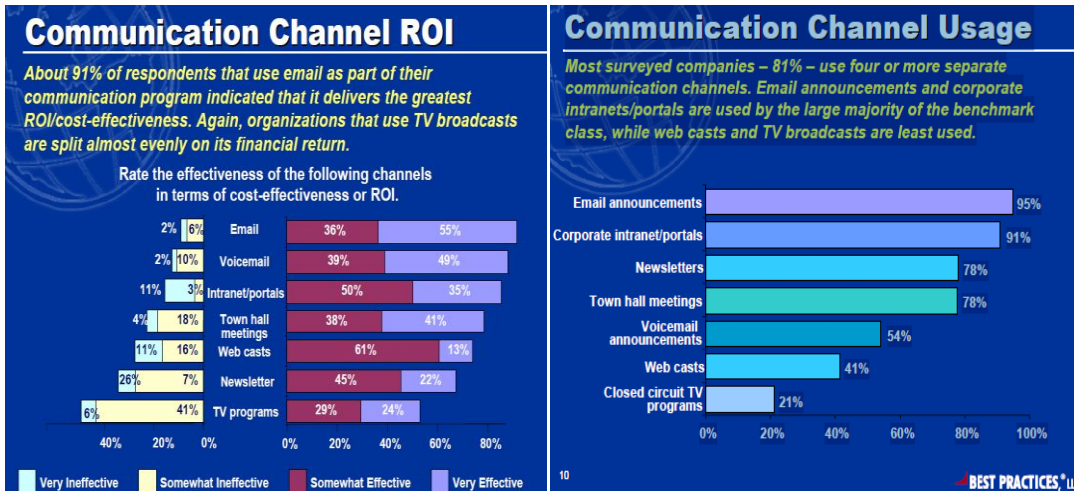 Communication Channel ROI
About 91% of respondents that use email as part of their
communication program indicated that it delivers the greatest
ROI/cost-effectiveness. Again, organizations that use TV broadcasts
are split almost evenly on its financial return.
Rate the effectiveness of the following channels
in terms of cost-effectiveness or ROI.
2% 6% Email 36% 55%
2% 10% Voicemail 39% 49%
11% 3% Intranet/portals 50% 35%
4% 18% Town hall
meetings 38% 41%
11% 16% Web casts 61% 13%
26% 7% Newsletter 45% 22%
6% 41% TV programs 29% 24%
40% 20% 0% 0% 20% 40% 60% 80%
Very Ineffective Somewhat Ineffective Somewhat Effective Very Effective
Communication Channel Usage
Most surveyed companies – 81% – use four or more separate
communication channels. Email announcements and corporate
intranets/portals are used by the large majority of the benchmark
class, while web casts and TV broadcasts are least used.
Email announcements 95%
Corporate intranet/portals 91%
Newsletters 78%
Town hall meetings 78%
Voicemail
announcements 54%
Web casts 41%
Closed circuit TV
programs 21%
0% 20% 40% 60% 80% 100%
10
BEST PRACTICES,®